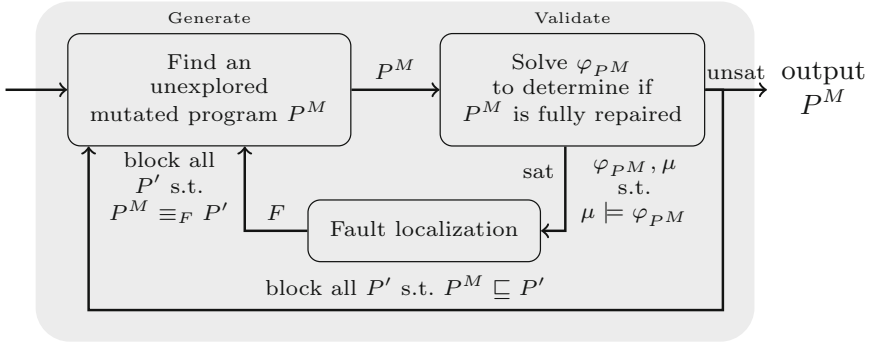 Generate
Validate
Find an
unexplored
mutated program P^M
P^M
Solve φ_{P^M}
to determine if
P^M is fully repaired
unsat
output
P^M
block all
P′ s.t.
P^M ≡_F P′
F
Fault localization
sat
φ_{P^M}, μ
s.t.
μ ⊨ φ_{P^M}
block all P′ s.t. P^M ⊑ P′